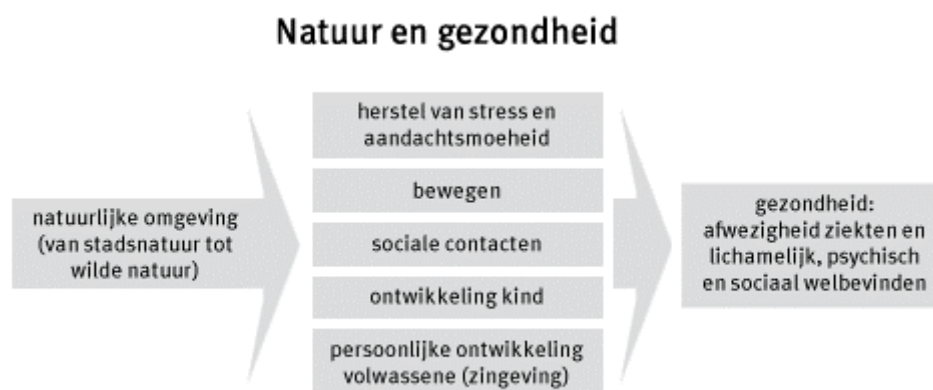 Natuur en gezondheid
natuurlijke omgeving
(van stadsnatuur tot
wilde natuur)
herstel van stress en
aandachtsmoeheid
bewegen
sociale contacten
ontwikkeling kind
persoonlijke ontwikkeling
volwassene (zingeving)
gezondheid:
afwezigheid ziekten en
lichamelijk, psychisch
en sociaal welbevinden